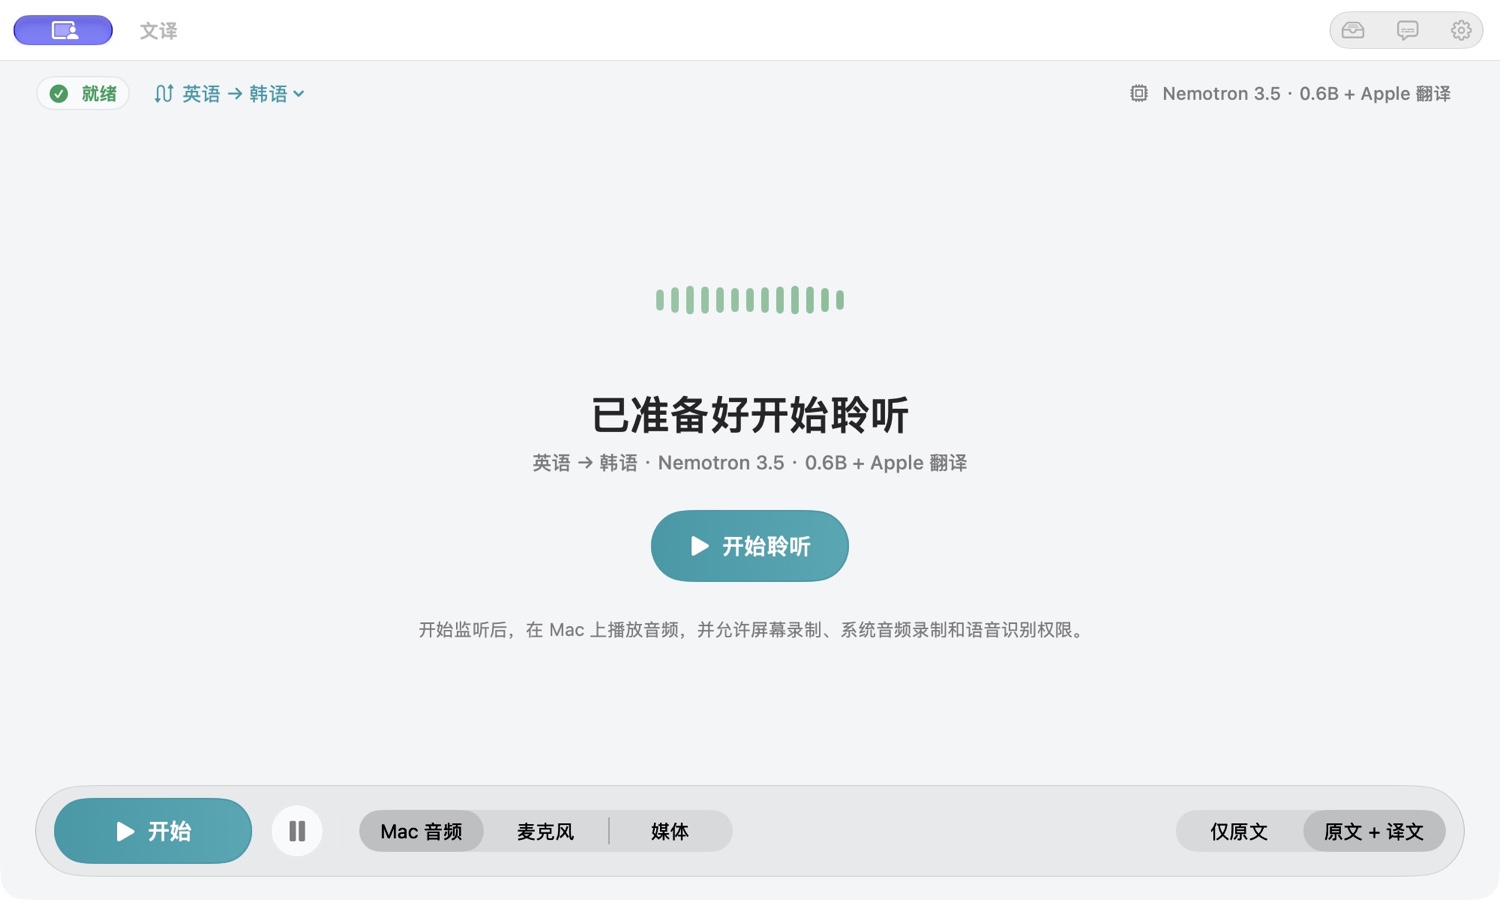 文译
就绪
英语 → 韩语
Nemotron 3.5 · 0.6B + Apple 翻译
已准备好开始聆听
英语 → 韩语 · Nemotron 3.5 · 0.6B + Apple 翻译
开始聆听
开始监听后，在 Mac 上播放音频，并允许屏幕录制、系统音频录制和语音识别权限。
开始
Mac 音频
麦克风
媒体
仅原文
原文 + 译文